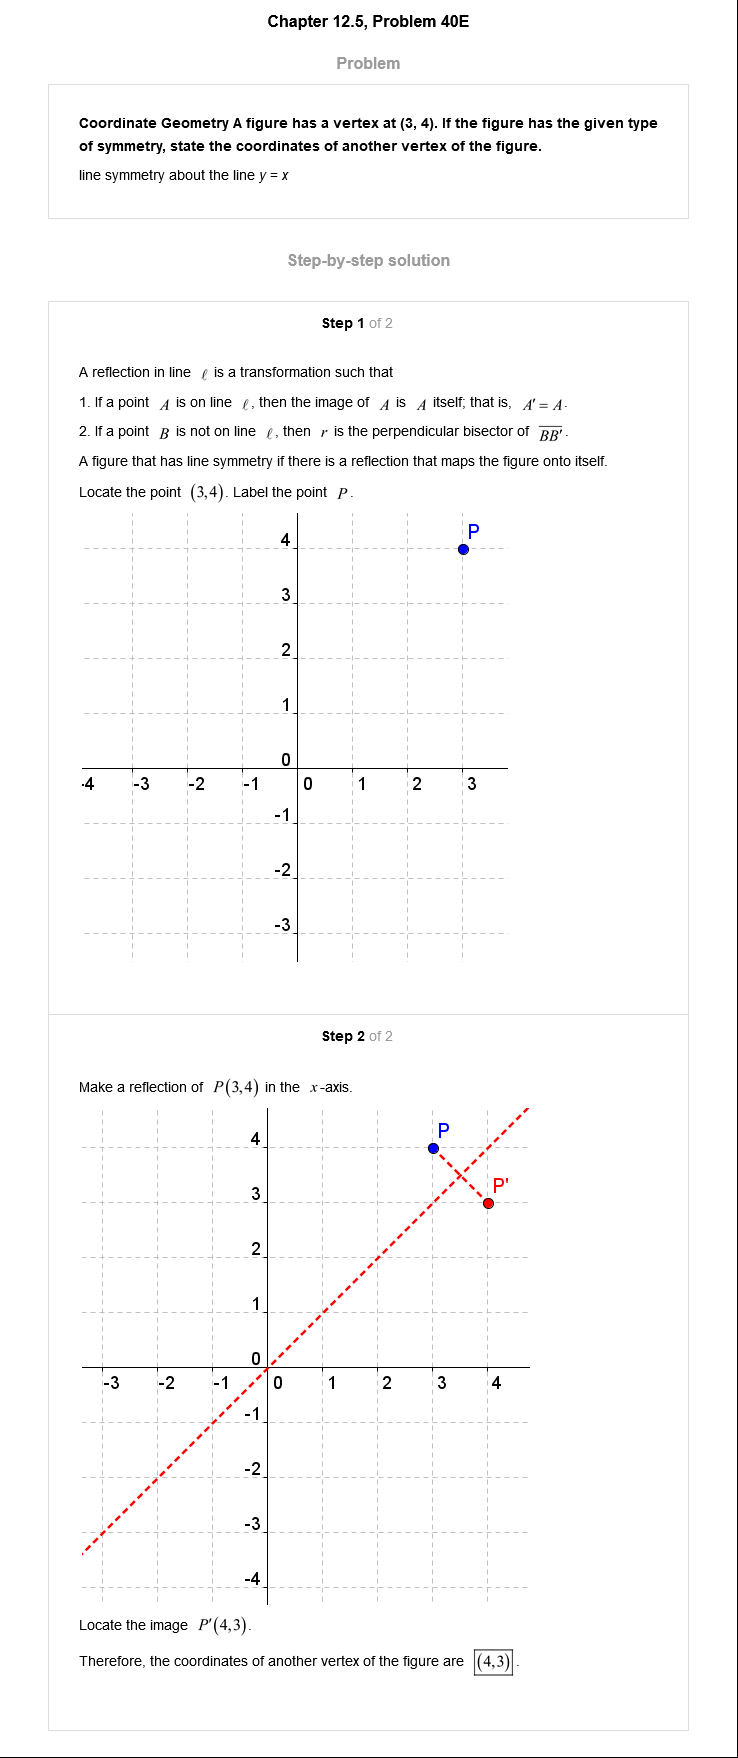 Chapter 12.5, Problem 40E
Problem
Coordinate Geometry A figure has a vertex at (3, 4). If the figure has the given type
of symmetry, state the coordinates of another vertex of the figure.
line symmetry about the line y = x
Step-by-step solution
Step 1 of 2
A reflection in line ℓ is a transformation such that
1. If a point A is on line ℓ, then the image of A is A itself; that is, A′ = A.
2. If a point B is not on line ℓ, then r is the perpendicular bisector of B̅B̅′̅.
A figure that has line symmetry if there is a reflection that maps the figure onto itself.
Locate the point (3,4). Label the point P.
P
4
3
2
1
0
-4 -3 -2 -1 0 1 2 3
-1
-2
-3
Step 2 of 2
Make a reflection of P(3,4) in the x-axis.
P
4
P'
3
2
1
0
-3 -2 -1 0 1 2 3 4
-1
-2
-3
-4
Locate the image P′(4,3).
Therefore, the coordinates of another vertex of the figure are (4,3).